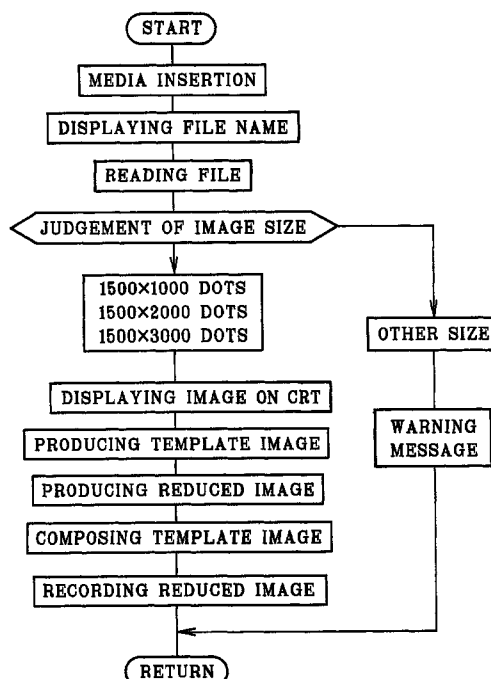 START
MEDIA INSERTION
DISPLAYING FILE NAME
READING FILE
JUDGEMENT OF IMAGE SIZE
1500×1000 DOTS
1500×2000 DOTS
1500×3000 DOTS
OTHER SIZE
DISPLAYING IMAGE ON CRT
WARNING
MESSAGE
PRODUCING TEMPLATE IMAGE
PRODUCING REDUCED IMAGE
COMPOSING TEMPLATE IMAGE
RECORDING REDUCED IMAGE
RETURN